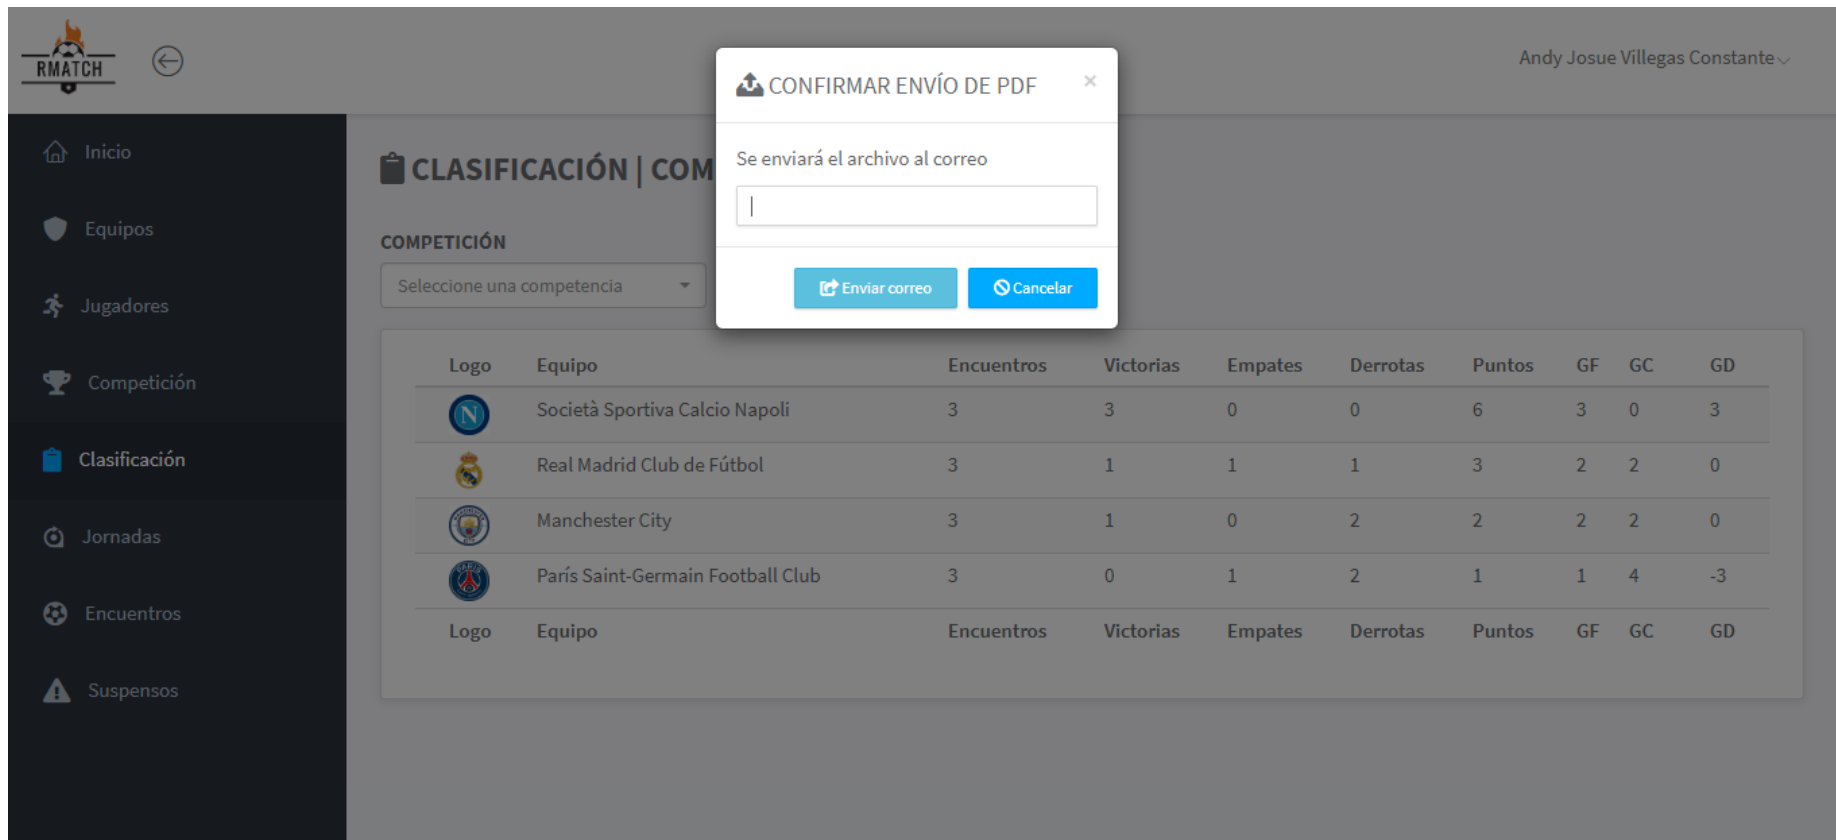 RMATCH
Andy Josue Villegas Constante
CONFIRMAR ENVÍO DE PDF ×
Se enviará el archivo al correo
Enviar correo
Cancelar
Inicio
Equipos
Jugadores
Competición
Clasificación
Jornadas
Encuentros
Suspensos
CLASIFICACIÓN | COM
COMPETICIÓN
Seleccione una competencia
Logo Equipo Encuentros Victorias Empates Derrotas Puntos GF GC GD
N Società Sportiva Calcio Napoli 3 3 0 0 6 3 0 3
Real Madrid Club de Fútbol 3 1 1 1 3 2 2 0
Manchester City 3 1 0 2 2 2 2 0
París Saint-Germain Football Club 3 0 1 2 1 1 4 -3
Logo Equipo Encuentros Victorias Empates Derrotas Puntos GF GC GD